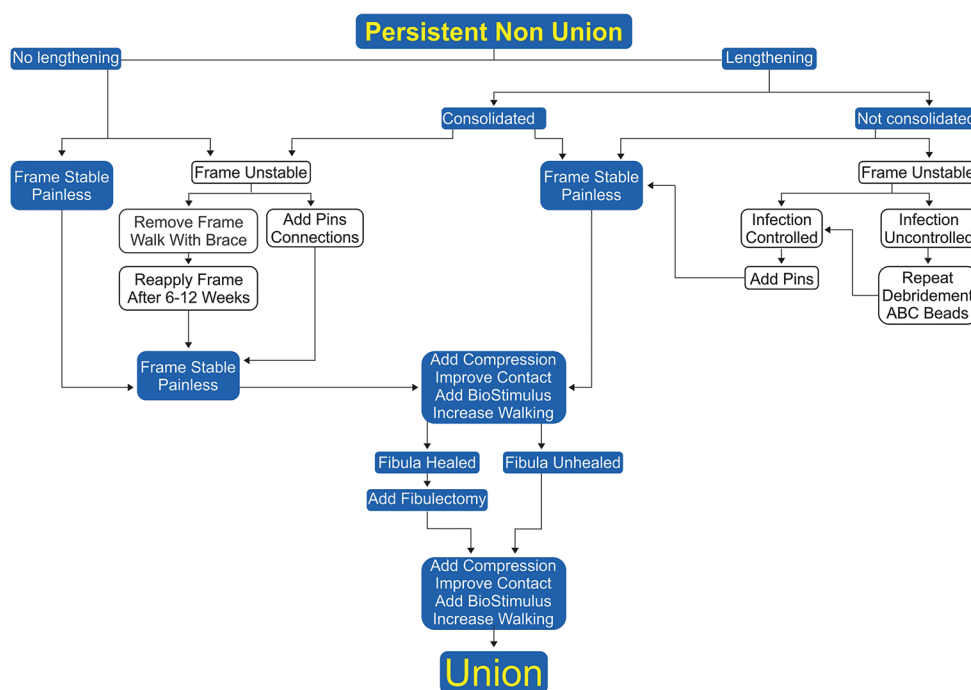 Persistent Non Union
No lengthening
Lengthening
Consolidated
Not consolidated
Frame Stable
Painless
Frame Unstable
Frame Stable
Painless
Frame Unstable
Remove Frame
Walk With Brace
Add Pins
Connections
Infection
Controlled
Infection
Uncontrolled
Reapply Frame
After 6-12 Weeks
Add Pins
Repeat
Debridement
ABC Beads
Frame Stable
Painless
Add Compression
Improve Contact
Add BioStimulus
Increase Walking
Fibula Healed
Fibula Unhealed
Add Fibulectomy
Add Compression
Improve Contact
Add BioStimulus
Increase Walking
Union